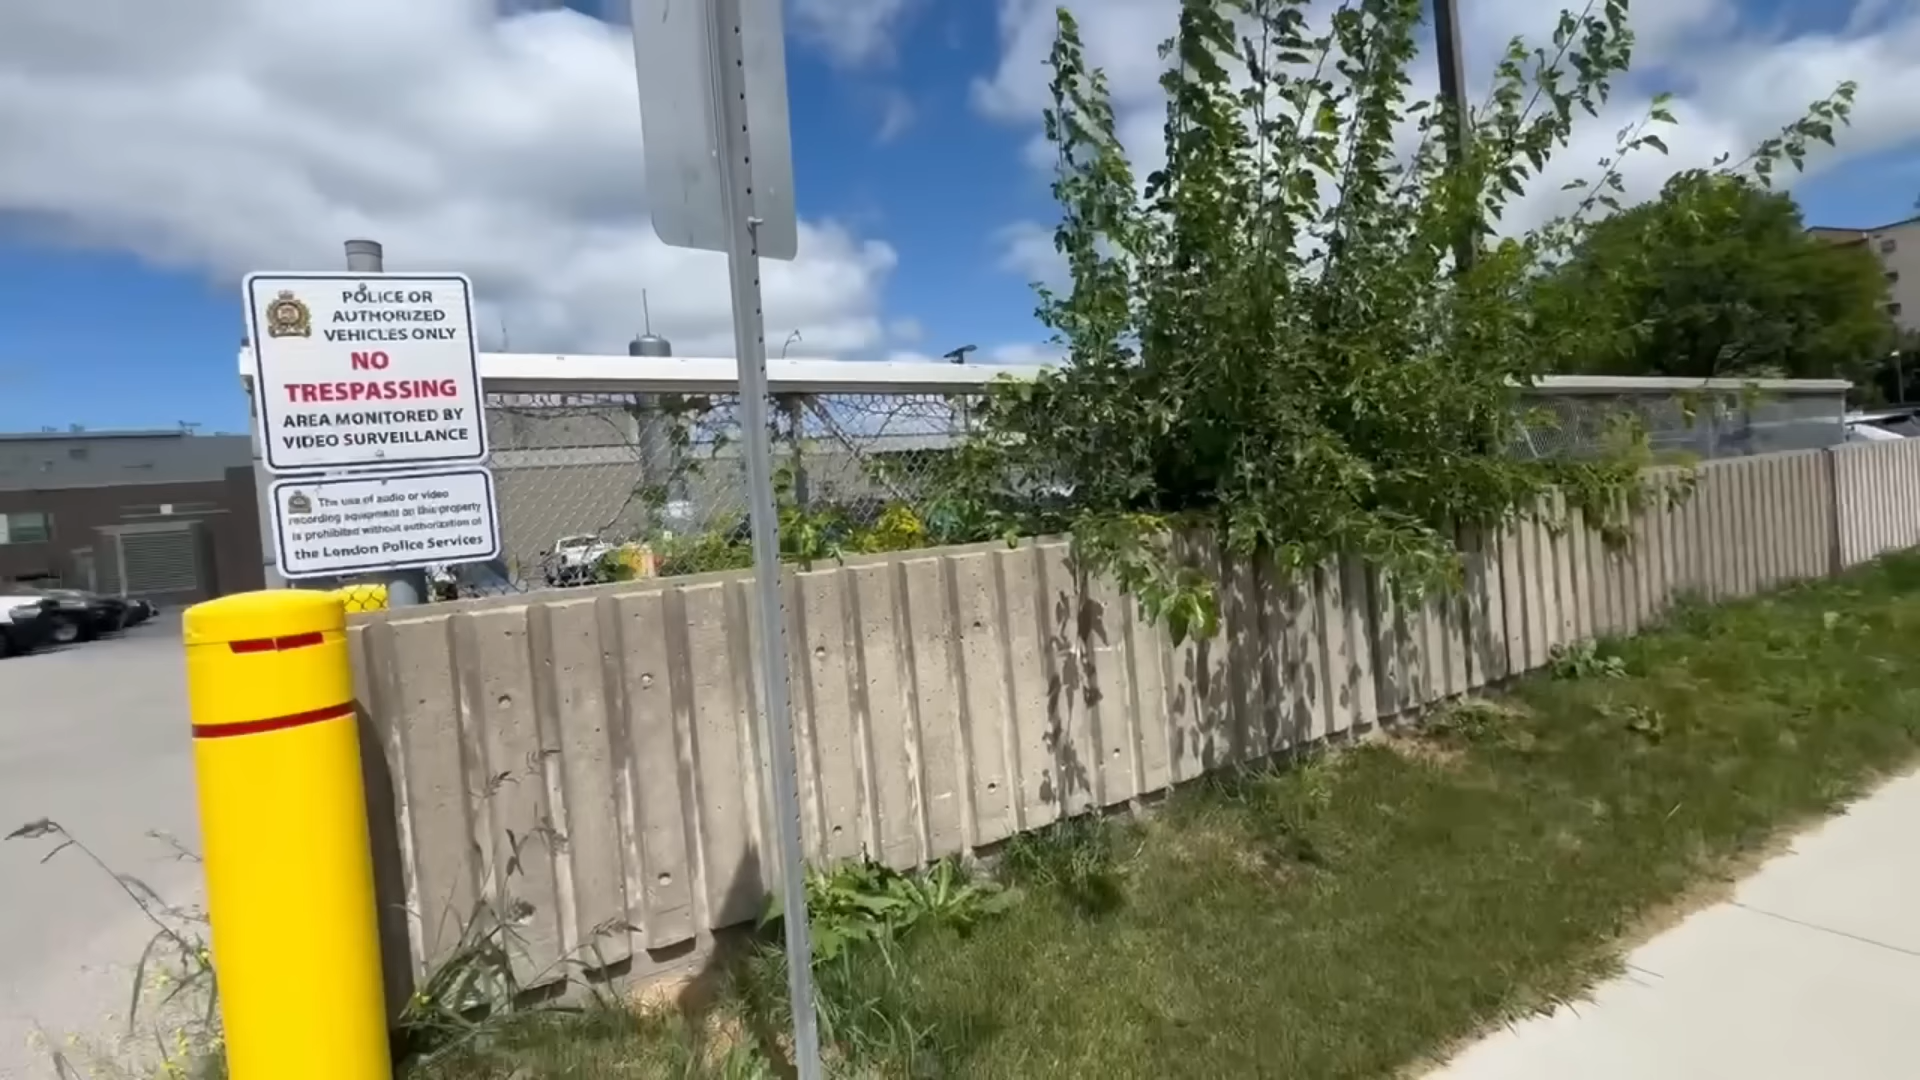 POLICE OR
AUTHORIZED
VEHICLES ONLY
NO
TRESPASSING
AREA MONITORED BY
VIDEO SURVEILLANCE
The use of audio or video
recording equipment on this property
is prohibited without authorization of
the London Police Services